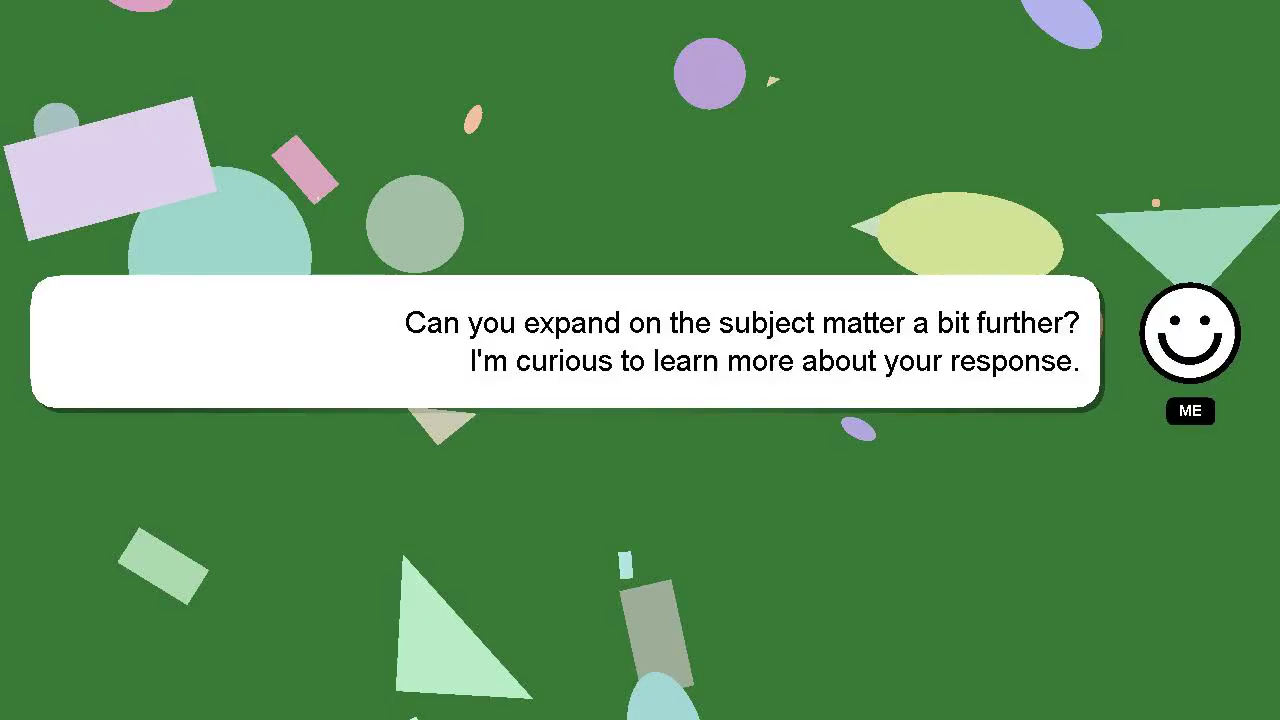 Can you expand on the subject matter a bit further?
I'm curious to learn more about your response.
ME